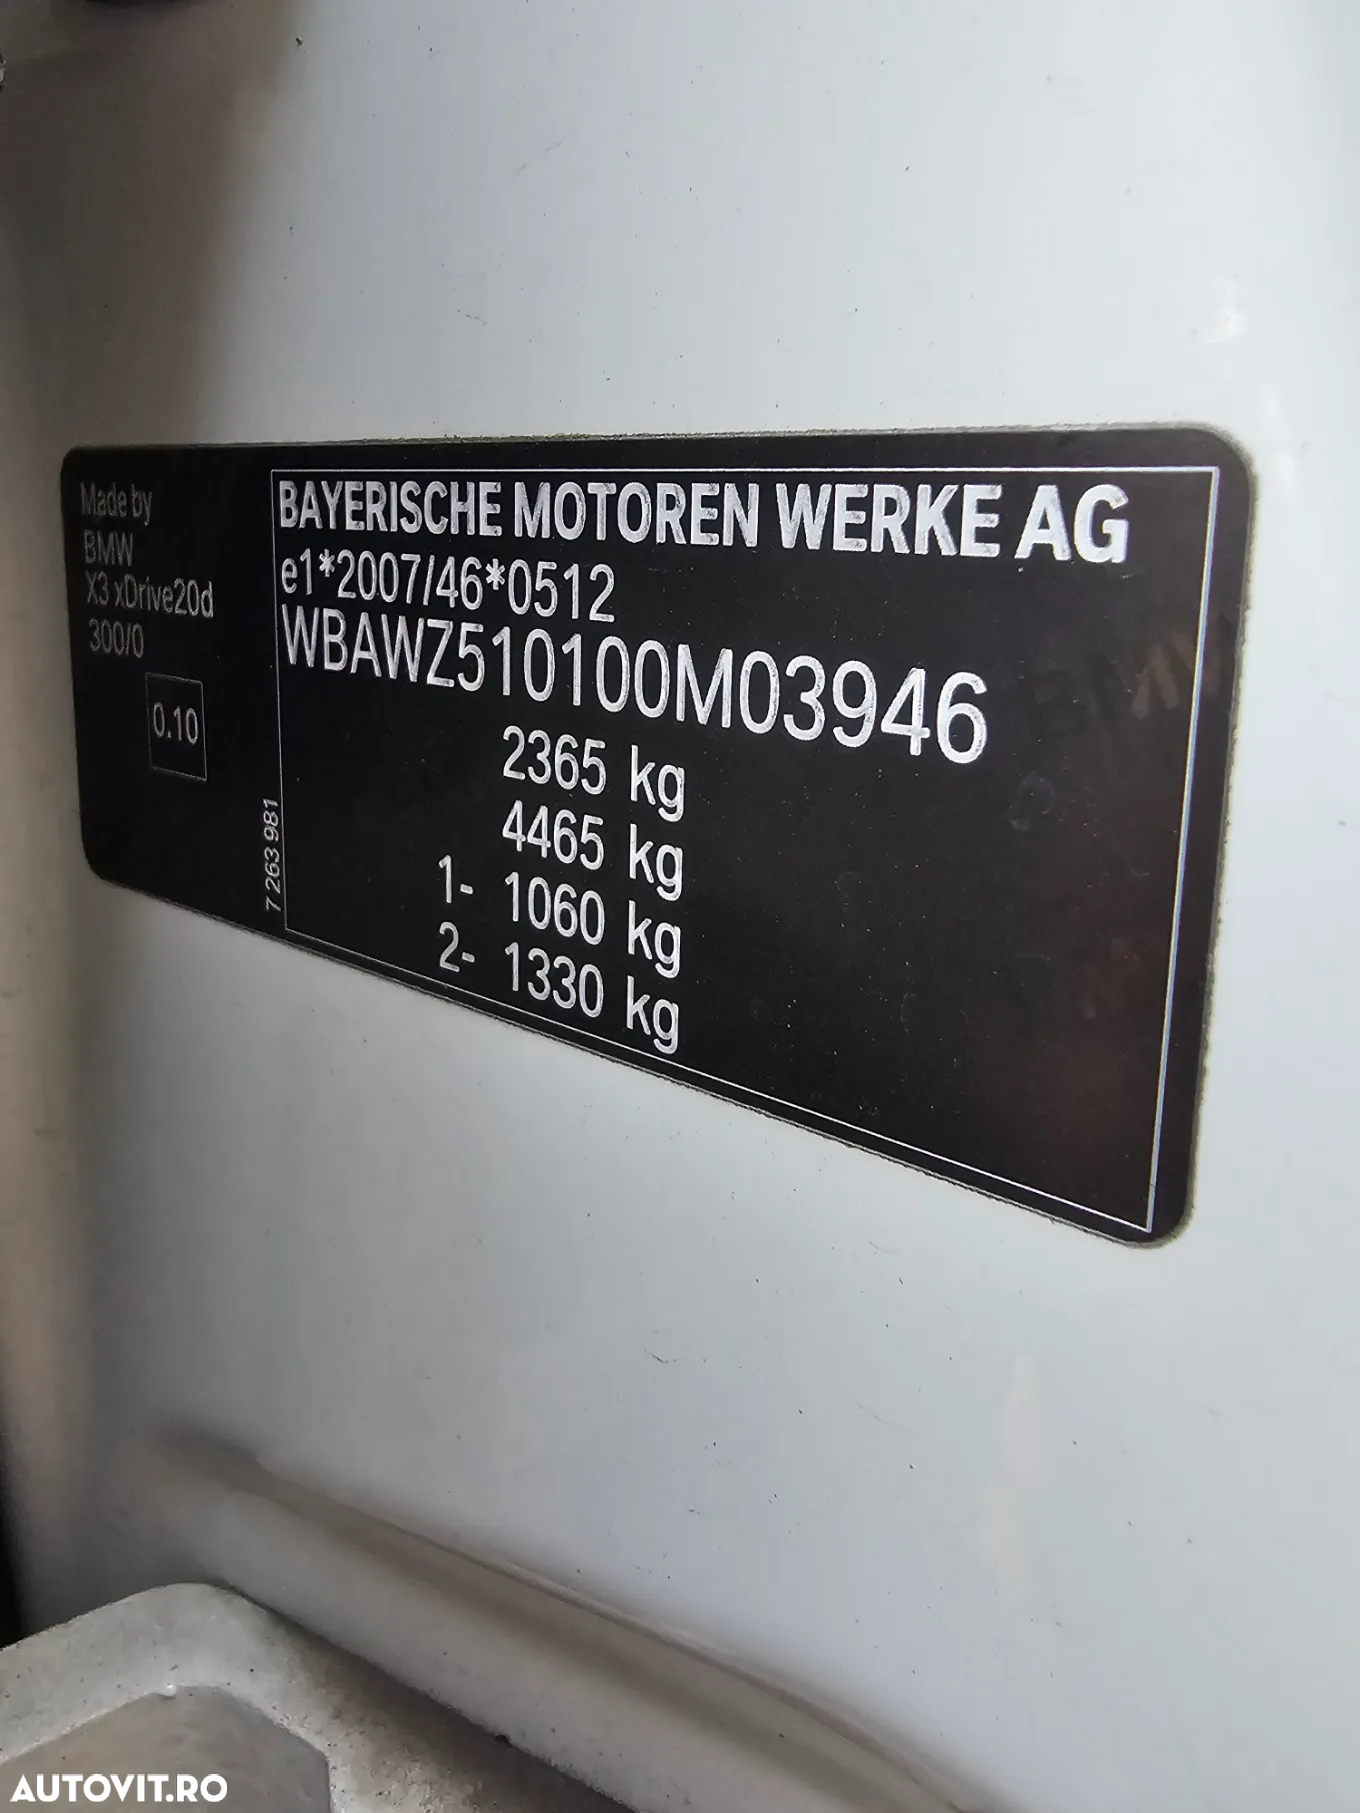 Made by
BMW
X3 xDrive20d
300/0
0.10
7 263 981
BAYERISCHE MOTOREN WERKE AG
e1*2007/46*0512
WBAWZ510100M03946
2365 kg
4465 kg
1- 1060 kg
2- 1330 kg
AUTOVIT.RO